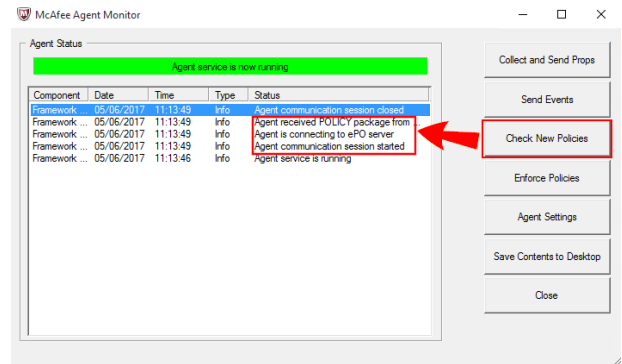 McAfee Agent Monitor
Agent Status
Agent service is now running
Component Date Time Type Status
Framework ... 05/06/2017 11:13:49 Info Agent communication session closed
Framework ... 05/06/2017 11:13:49 Info Agent received POLICY package from ...
Framework ... 05/06/2017 11:13:49 Info Agent is connecting to ePO server
Framework ... 05/06/2017 11:13:49 Info Agent communication session started
Framework ... 05/06/2017 11:13:46 Info Agent service is running
Collect and Send Props
Send Events
Check New Policies
Enforce Policies
Agent Settings
Save Contents to Desktop
Close